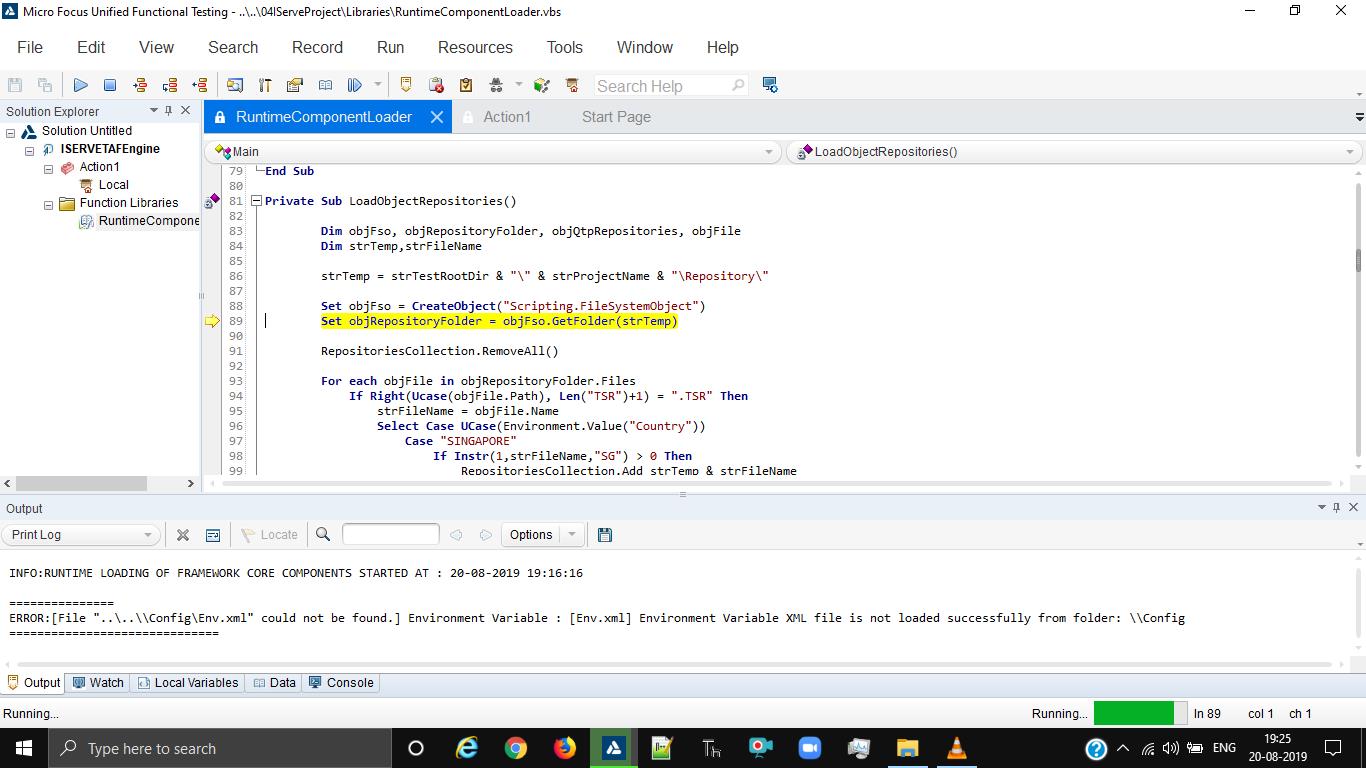 Micro Focus Unified Functional Testing - ..\..\04IServeProject\Libraries\RuntimeComponentLoader.vbs
File Edit View Search Record Run Resources Tools Window Help
Search Help
Solution Explorer
RuntimeComponentLoader Action1 Start Page
Solution Untitled
ISERVETAFEngine
Action1
Local
Function Libraries
RuntimeCompone
Main LoadObjectRepositories()
79 End Sub
80
81 Private Sub LoadObjectRepositories()
82
83 Dim objFso, objRepositoryFolder, objQtpRepositories, objFile
84 Dim strTemp,strFileName
85
86 strTemp = strTestRootDir & "\" & strProjectName & "\Repository\"
87
88 Set objFso = CreateObject("Scripting.FileSystemObject")
89 Set objRepositoryFolder = objFso.GetFolder(strTemp)
90
91 RepositoriesCollection.RemoveAll()
92
93 For each objFile in objRepositoryFolder.Files
94 If Right(Ucase(objFile.Path), Len("TSR")+1) = ".TSR" Then
95 strFileName = objFile.Name
96 Select Case UCase(Environment.Value("Country"))
97 Case "SINGAPORE"
98 If Instr(1,strFileName,"SG") > 0 Then
99 RepositoriesCollection.Add strTemp & strFileName
Output
Print Log Locate Options
INFO:RUNTIME LOADING OF FRAMEWORK CORE COMPONENTS STARTED AT : 20-08-2019 19:16:16
===============
ERROR:[File "..\..\\Config\Env.xml" could not be found.] Environment Variable : [Env.xml] Environment Variable XML file is not loaded successfully from folder: \\Config
==============================
Output Watch Local Variables Data Console
Running... Running... ln 89 col 1 ch 1
Type here to search
ENG
19:25
20-08-2019